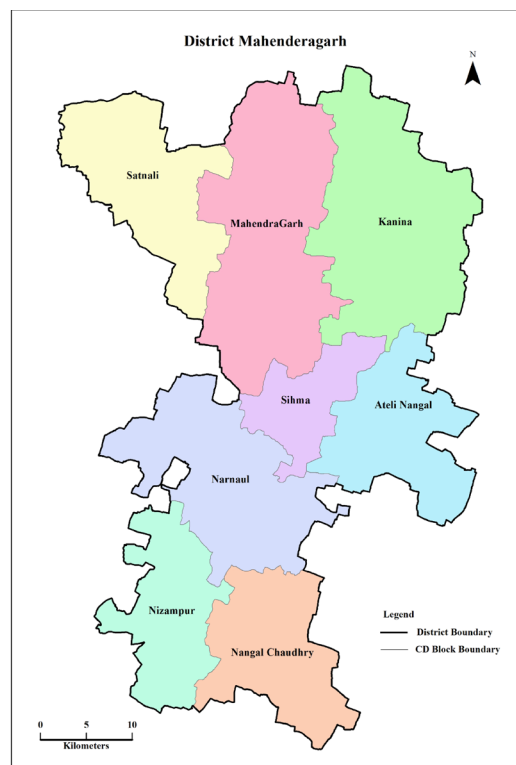 District Mahenderagarh
N
Satnali
MahendraGarh
Kanina
Sihma
Ateli Nangal
Narnaul
Nizampur
Nangal Chaudhry
Legend
District Boundary
CD Block Boundary
0 5 10
Kilometers